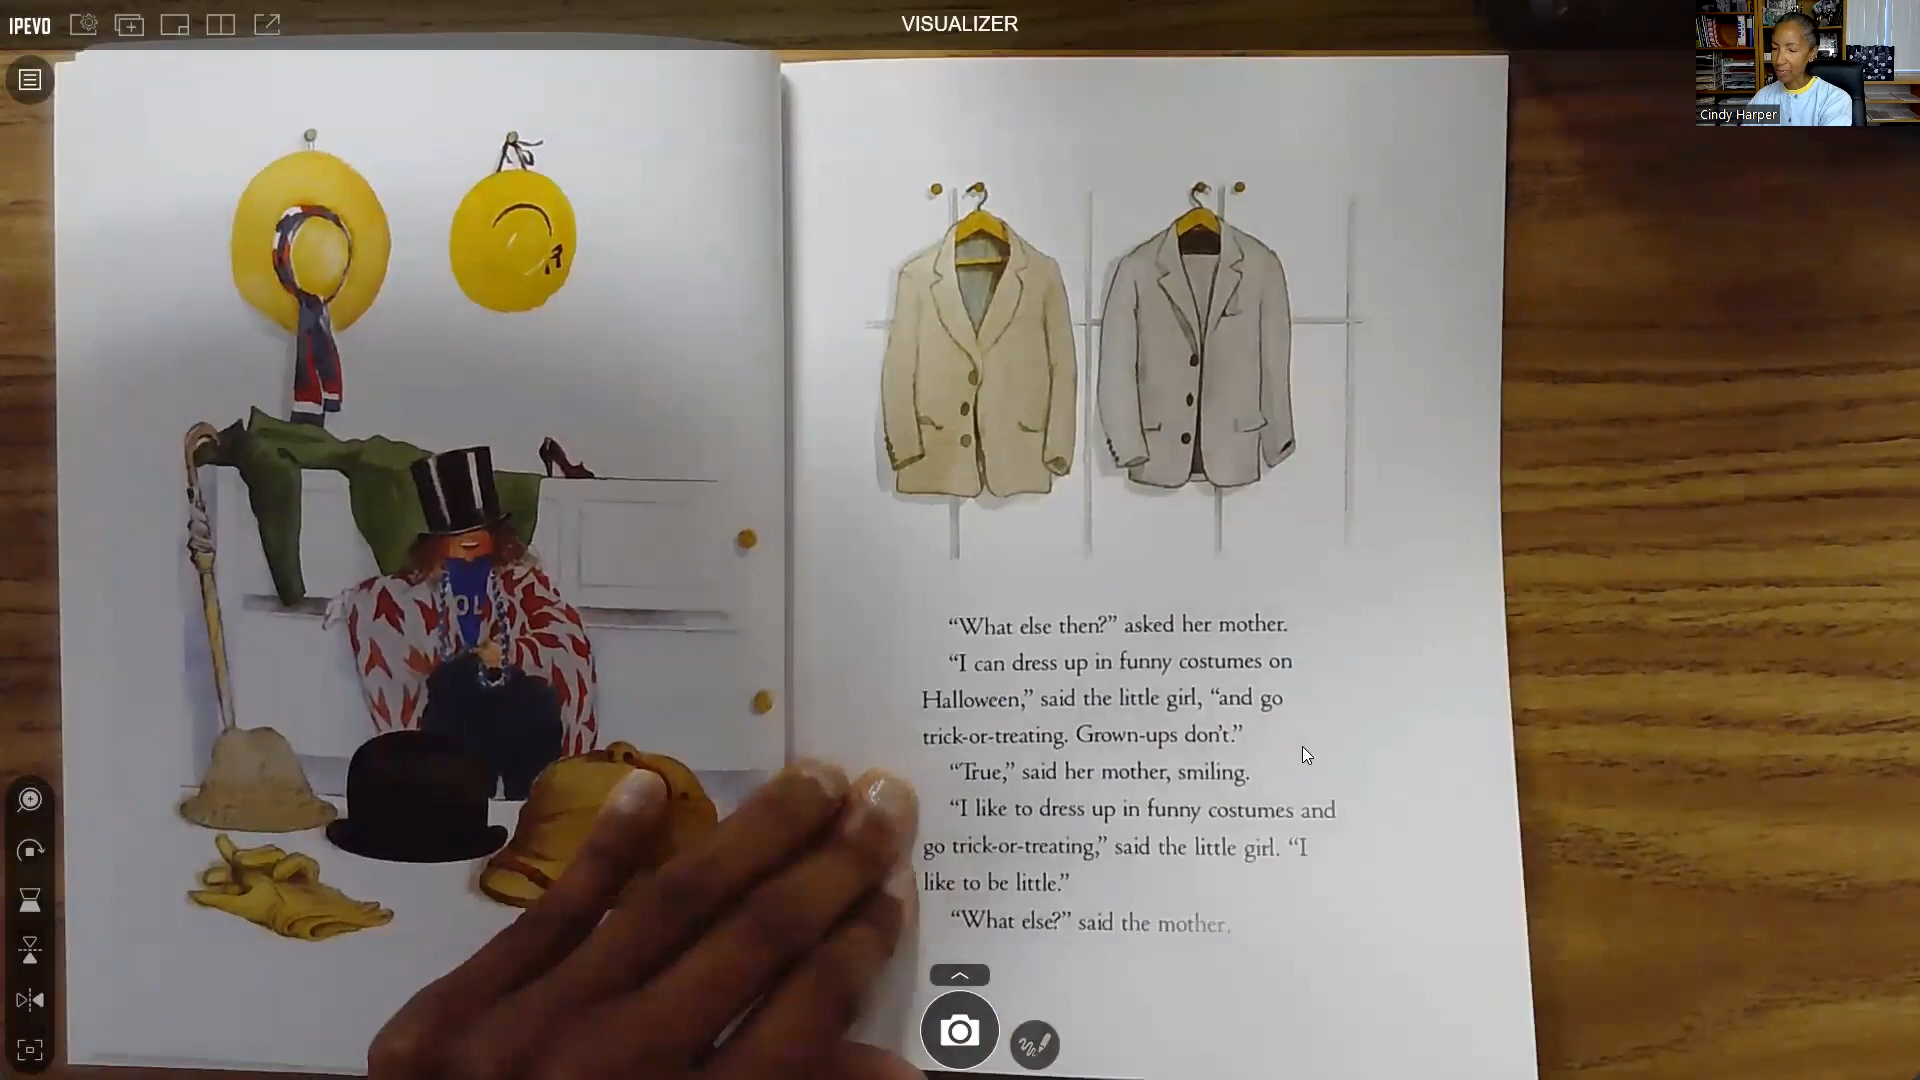 IPEVO
VISUALIZER
Cindy Harper
OL
“What else then?” asked her mother.
“I can dress up in funny costumes on
Halloween,” said the little girl, “and go
trick-or-treating. Grown-ups don’t.”
“True,” said her mother, smiling.
“I like to dress up in funny costumes and
go trick-or-treating,” said the little girl. “I
like to be little.”
“What else?” said the mother.